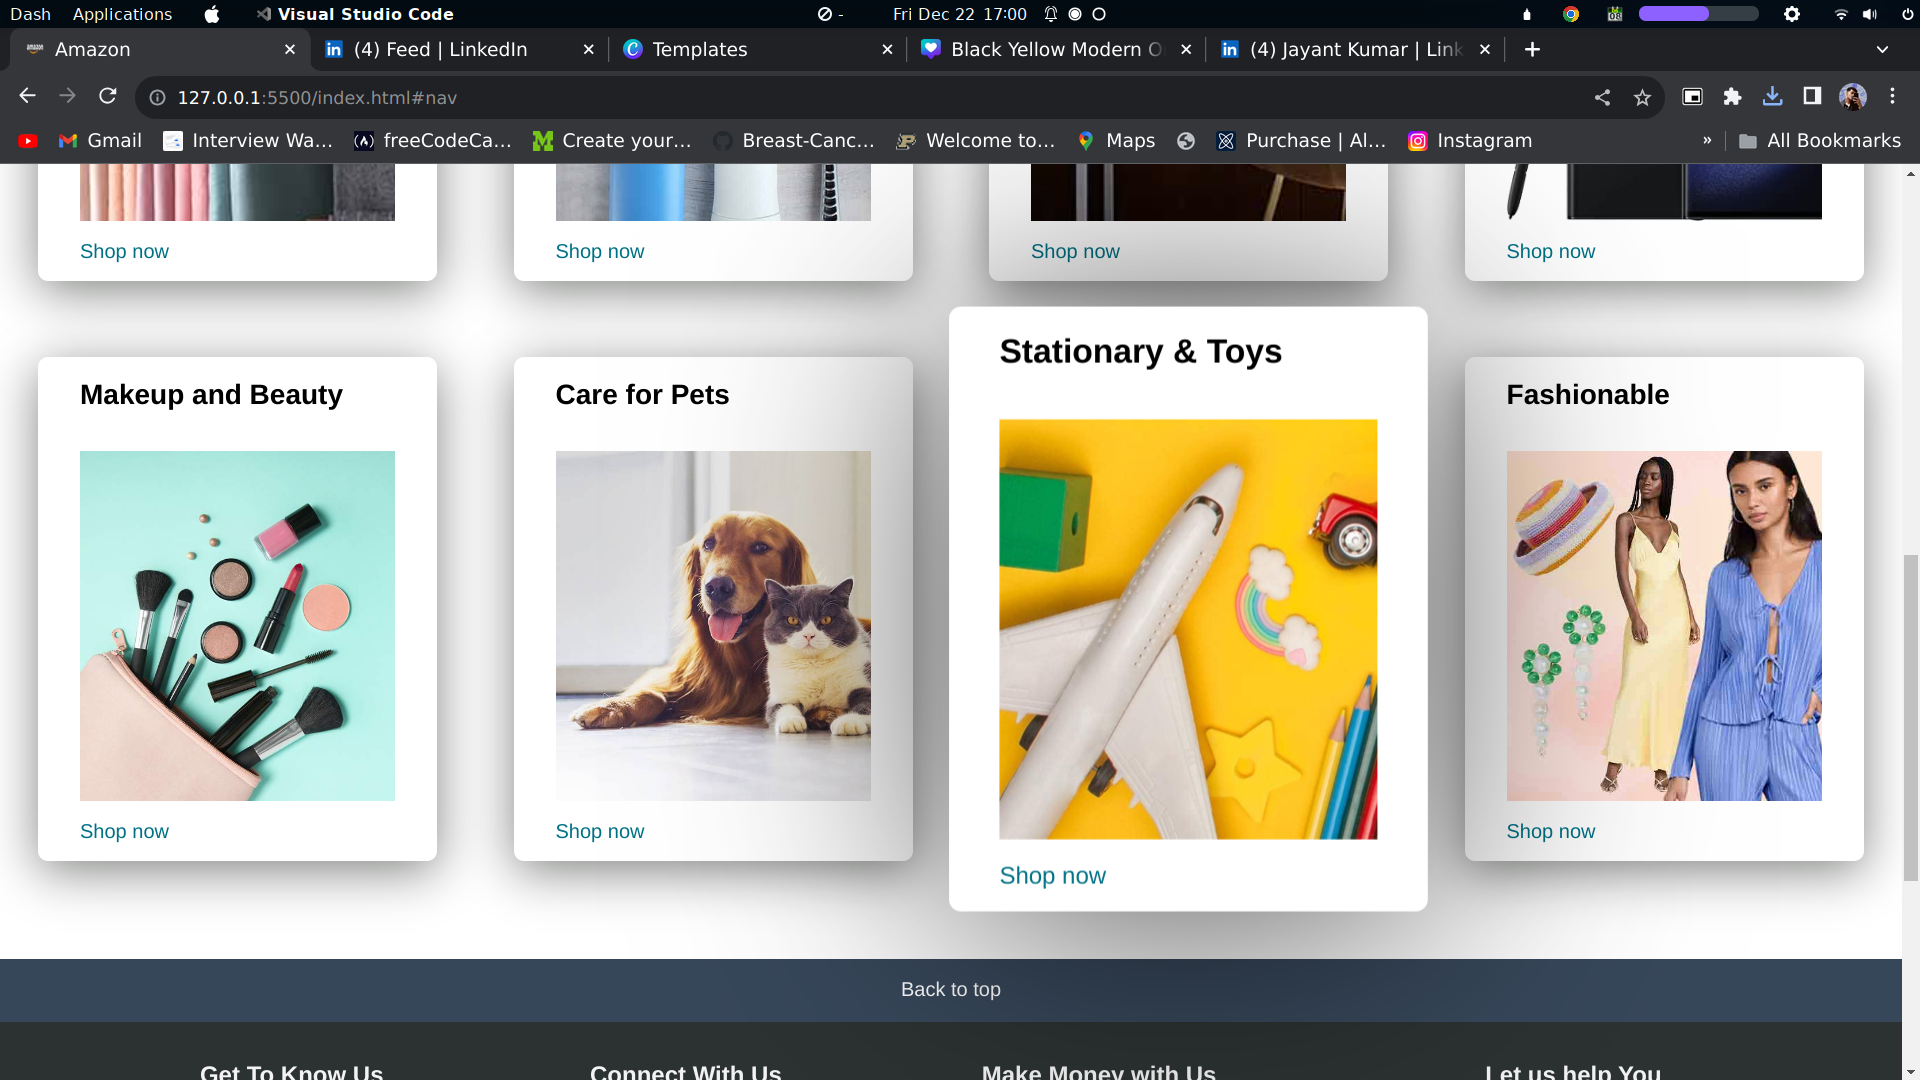 Dash Applications Visual Studio Code - Fri Dec 22 17:00
Amazon (4) Feed | LinkedIn Templates Black Yellow Modern O (4) Jayant Kumar | Link
127.0.0.1:5500/index.html#nav
Gmail Interview Wa... freeCodeCa... Create your... Breast-Canc... Welcome to... Maps Purchase | Al... Instagram » All Bookmarks
Shop now Shop now Shop now Shop now
Stationary & Toys
Makeup and Beauty Care for Pets Fashionable
Shop now Shop now Shop now
Shop now
Back to top
Get To Know Us Connect With Us Make Money with Us Let us help You